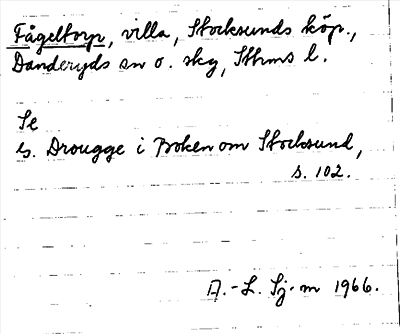 Fågeltorp, villa, Stocksunds köp.,
Danderyds sn o. skg, Sthms l.
Se
G. Drougge i Boken om Stocksund,
s. 102.
A.-L. Sj-m 1966.